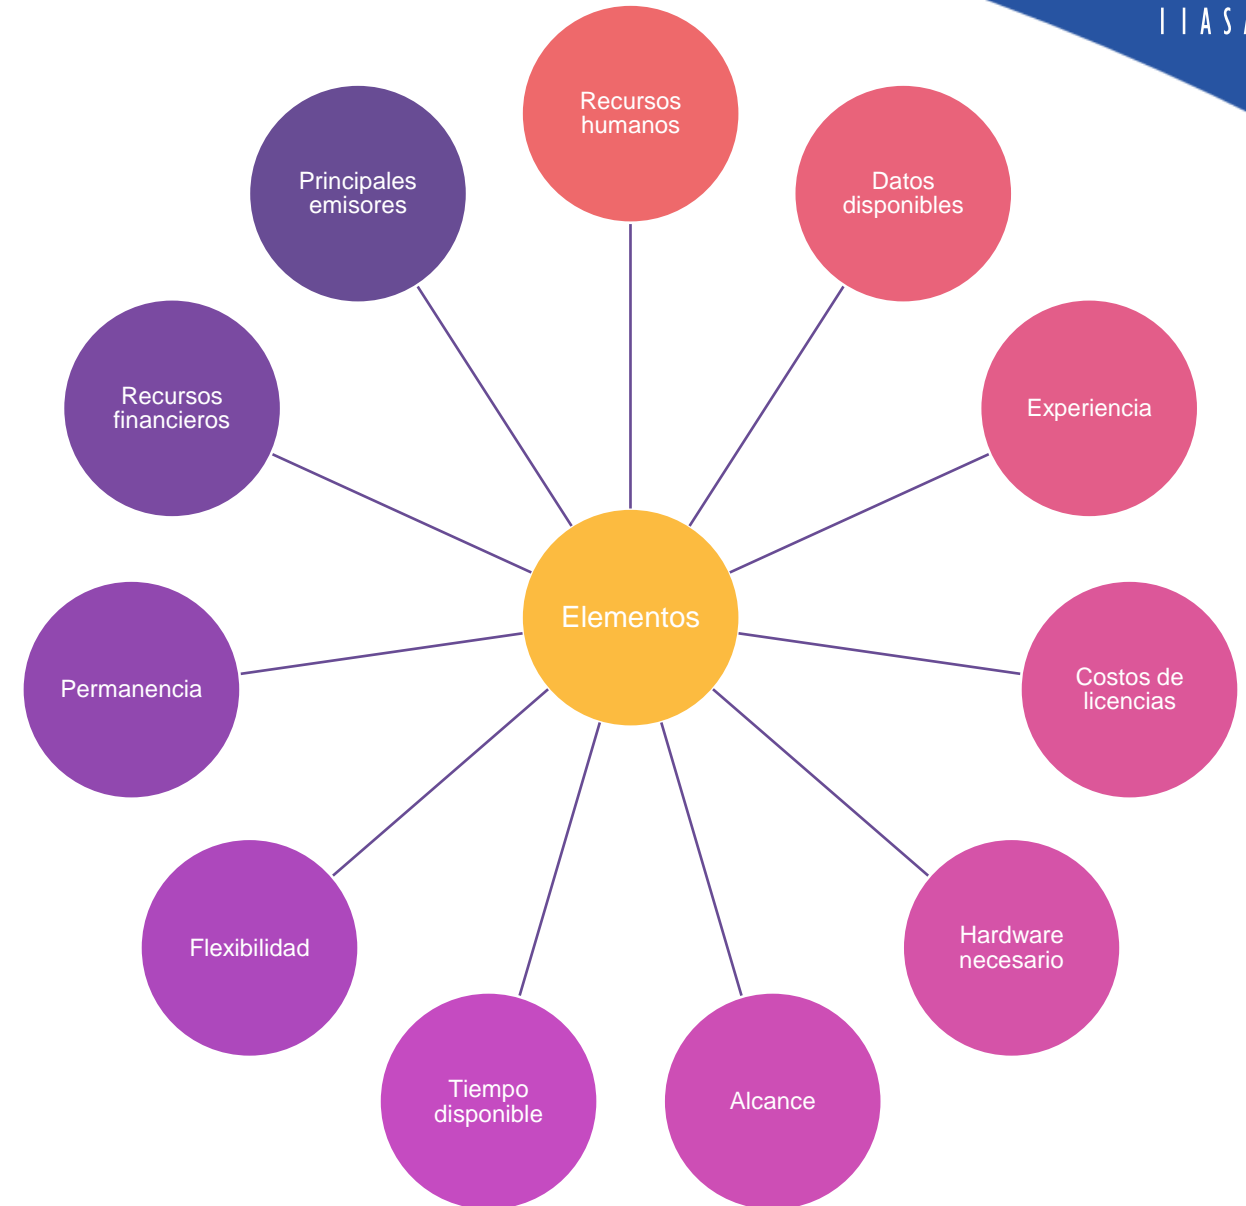 IIASA
Recursos
humanos
Datos
disponibles
Experiencia
Costos de
licencias
Hardware
necesario
Alcance
Tiempo
disponible
Flexibilidad
Permanencia
Recursos
financieros
Principales
emisores
Elementos